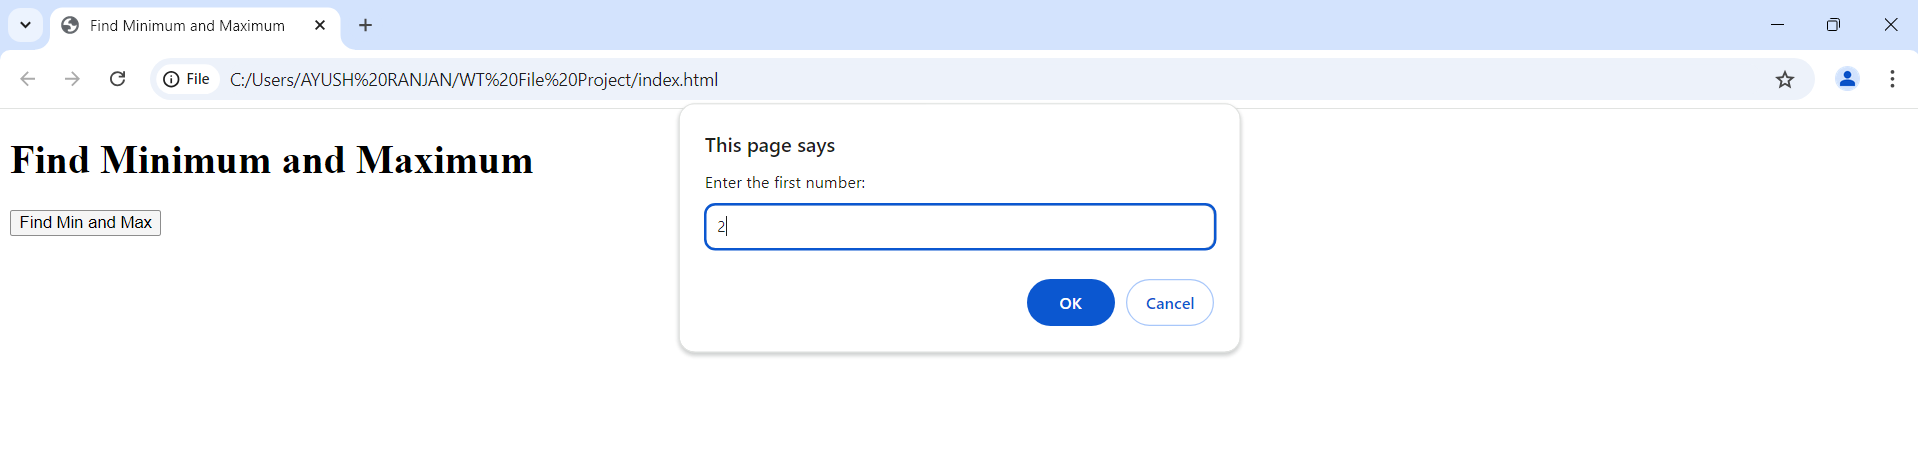 Find Minimum and Maximum
File C:/Users/AYUSH%20RANJAN/WT%20File%20Project/index.html
Find Minimum and Maximum
Find Min and Max
This page says
Enter the first number:
2
OK Cancel